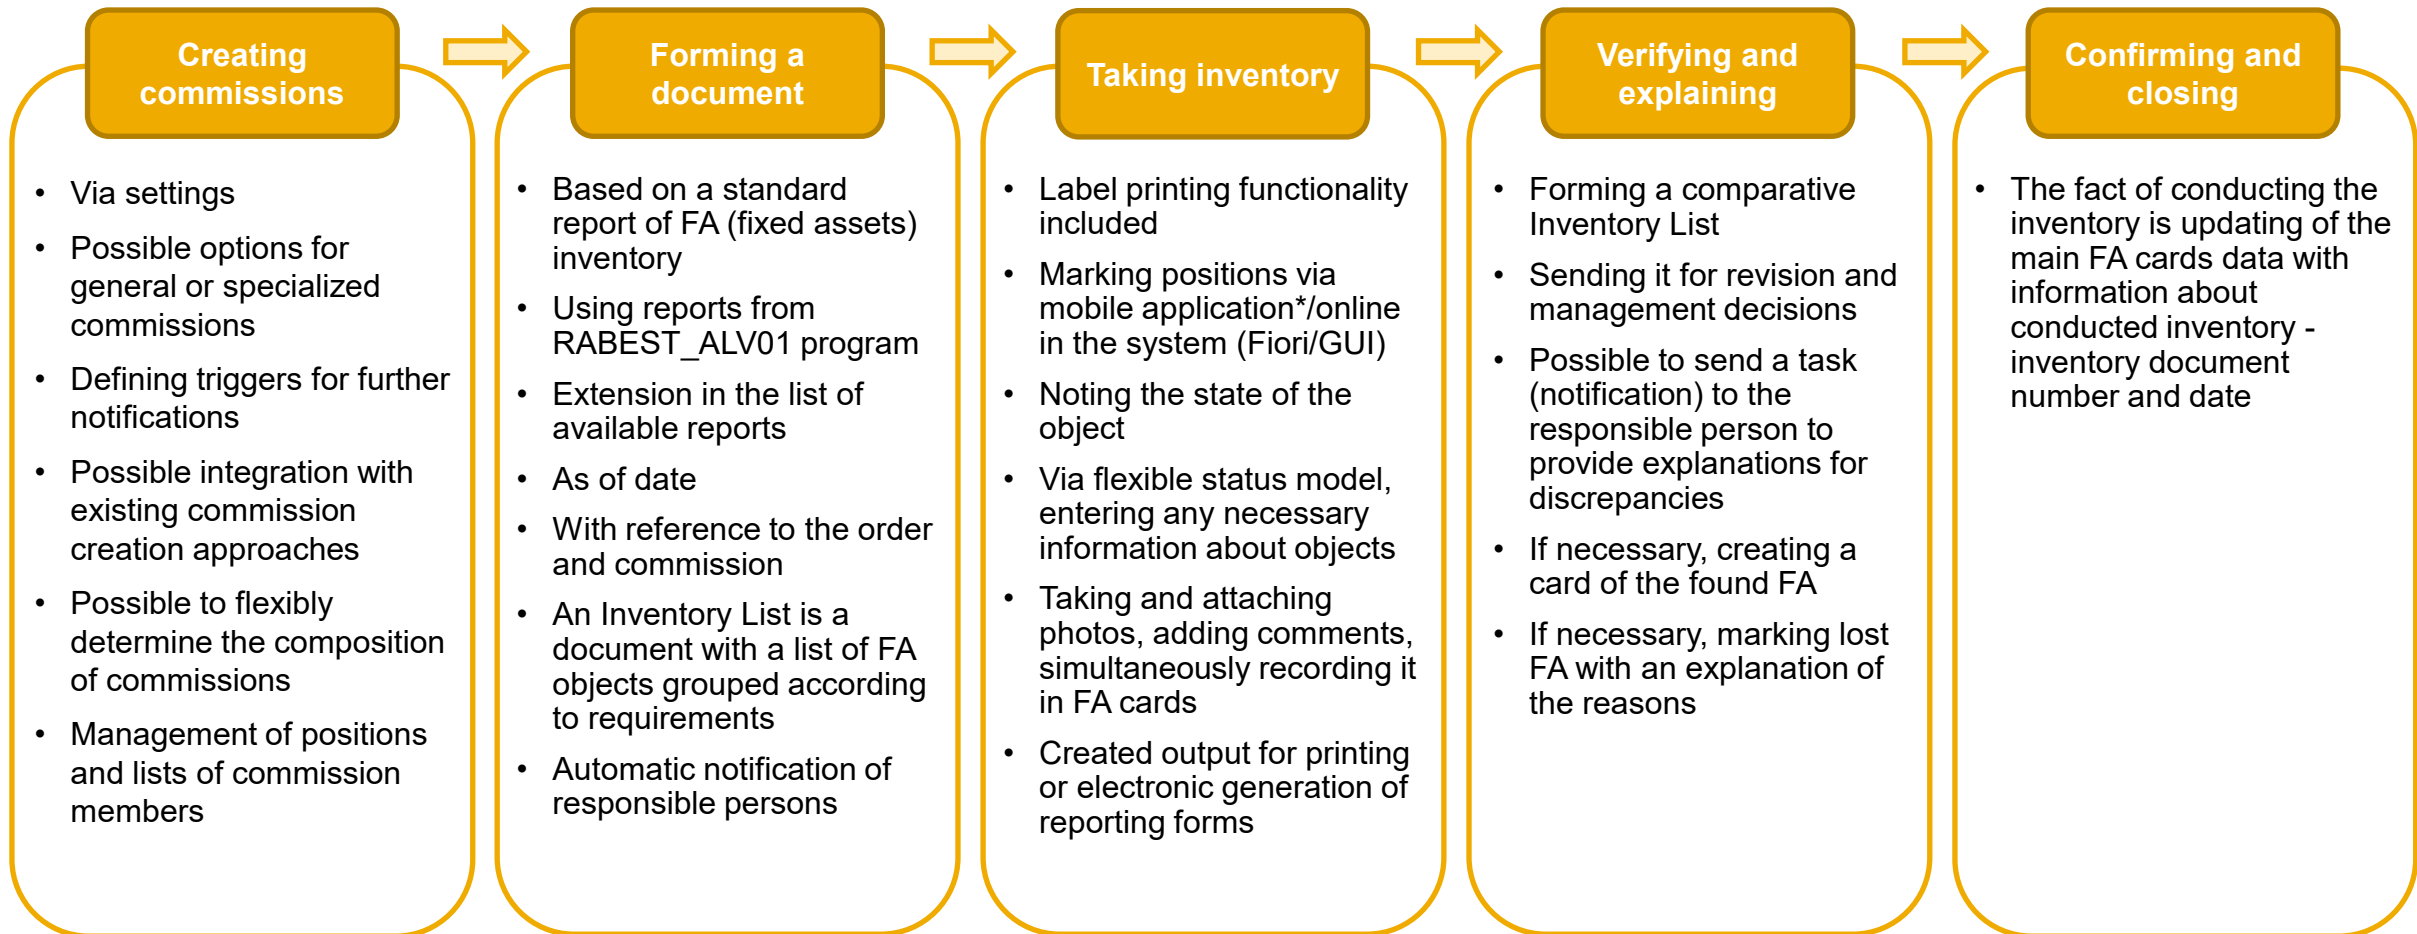 Creating
commissions
• Via settings
• Possible options for
general or specialized
commissions
• Defining triggers for further
notifications
• Possible integration with
existing commission
creation approaches
• Possible to flexibly
determine the composition
of commissions
• Management of positions
and lists of commission
members
Forming a
document
• Based on a standard
report of FA (fixed assets)
inventory
• Using reports from
RABEST_ALV01 program
• Extension in the list of
available reports
• As of date
• With reference to the order
and commission
• An Inventory List is a
document with a list of FA
objects grouped according
to requirements
• Automatic notification of
responsible persons
Taking inventory
• Label printing functionality
included
• Marking positions via
mobile application*/online
in the system (Fiori/GUI)
• Noting the state of the
object
• Via flexible status model,
entering any necessary
information about objects
• Taking and attaching
photos, adding comments,
simultaneously recording it
in FA cards
• Created output for printing
or electronic generation of
reporting forms
Verifying and
explaining
• Forming a comparative
Inventory List
• Sending it for revision and
management decisions
• Possible to send a task
(notification) to the
responsible person to
provide explanations for
discrepancies
• If necessary, creating a
card of the found FA
• If necessary, marking lost
FA with an explanation of
the reasons
Confirming and
closing
• The fact of conducting the
inventory is updating of the
main FA cards data with
information about
conducted inventory -
inventory document
number and date